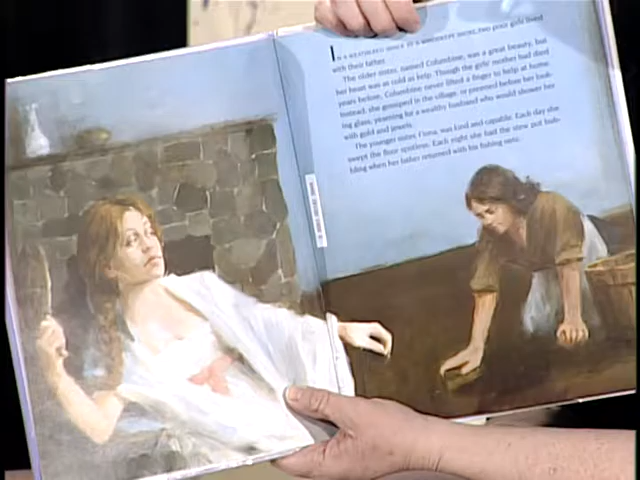 IN A WEATHERED HOUSE IN A WINDSWEPT MOOR, two poor girls lived
with their father.
The older sister, named Columbine, was a great beauty, but
her heart was as cold as kelp. Though the girls' mother had died
years before, Columbine never lifted a finger to help at home.
Instead, she gossiped in the village, or preened before her look-
ing glass, yearning for a wealthy husband who would shower her
with gold and jewels.
The younger sister, Fiona, was kind and capable. Each day she
swept the floor spotless. Each night she had the stew pot bub-
bling when her father returned with his fishing nets.